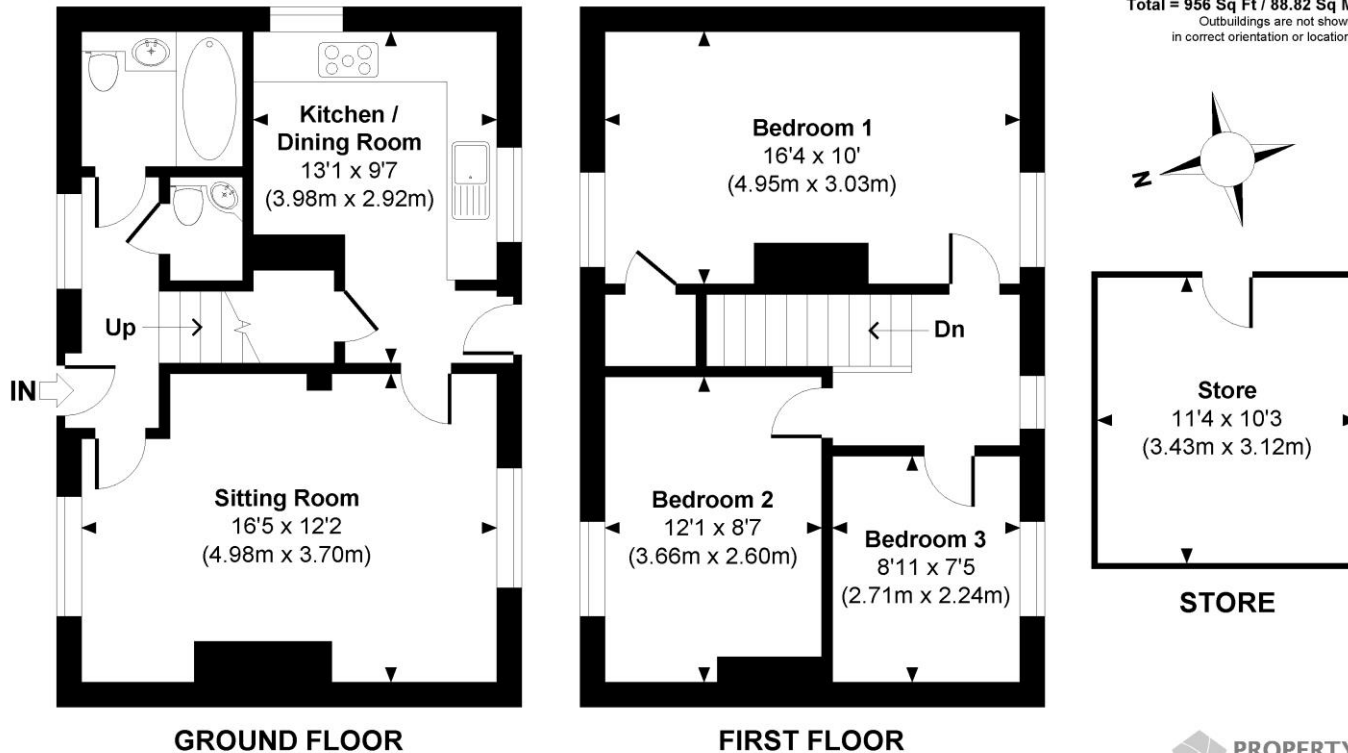 Total = 956 Sq Ft / 88.82 Sq M
Outbuildings are not show
in correct orientation or location
N
Kitchen /
Dining Room
13'1 x 9'7
(3.98m x 2.92m)
Up
IN
Sitting Room
16'5 x 12'2
(4.98m x 3.70m)
GROUND FLOOR
Bedroom 1
16'4 x 10'
(4.95m x 3.03m)
Dn
Bedroom 2
12'1 x 8'7
(3.66m x 2.60m)
Bedroom 3
8'11 x 7'5
(2.71m x 2.24m)
FIRST FLOOR
Store
11'4 x 10'3
(3.43m x 3.12m)
STORE
PROPERTY